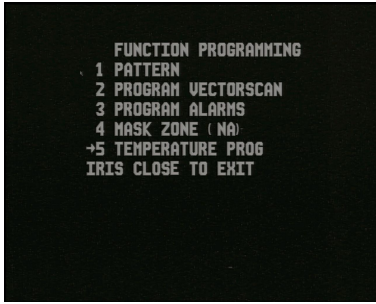 FUNCTION PROGRAMMING
1 PATTERN
2 PROGRAM VECTORSCAN
3 PROGRAM ALARMS
4 MASK ZONE (NA)
→5 TEMPERATURE PROG
IRIS CLOSE TO EXIT